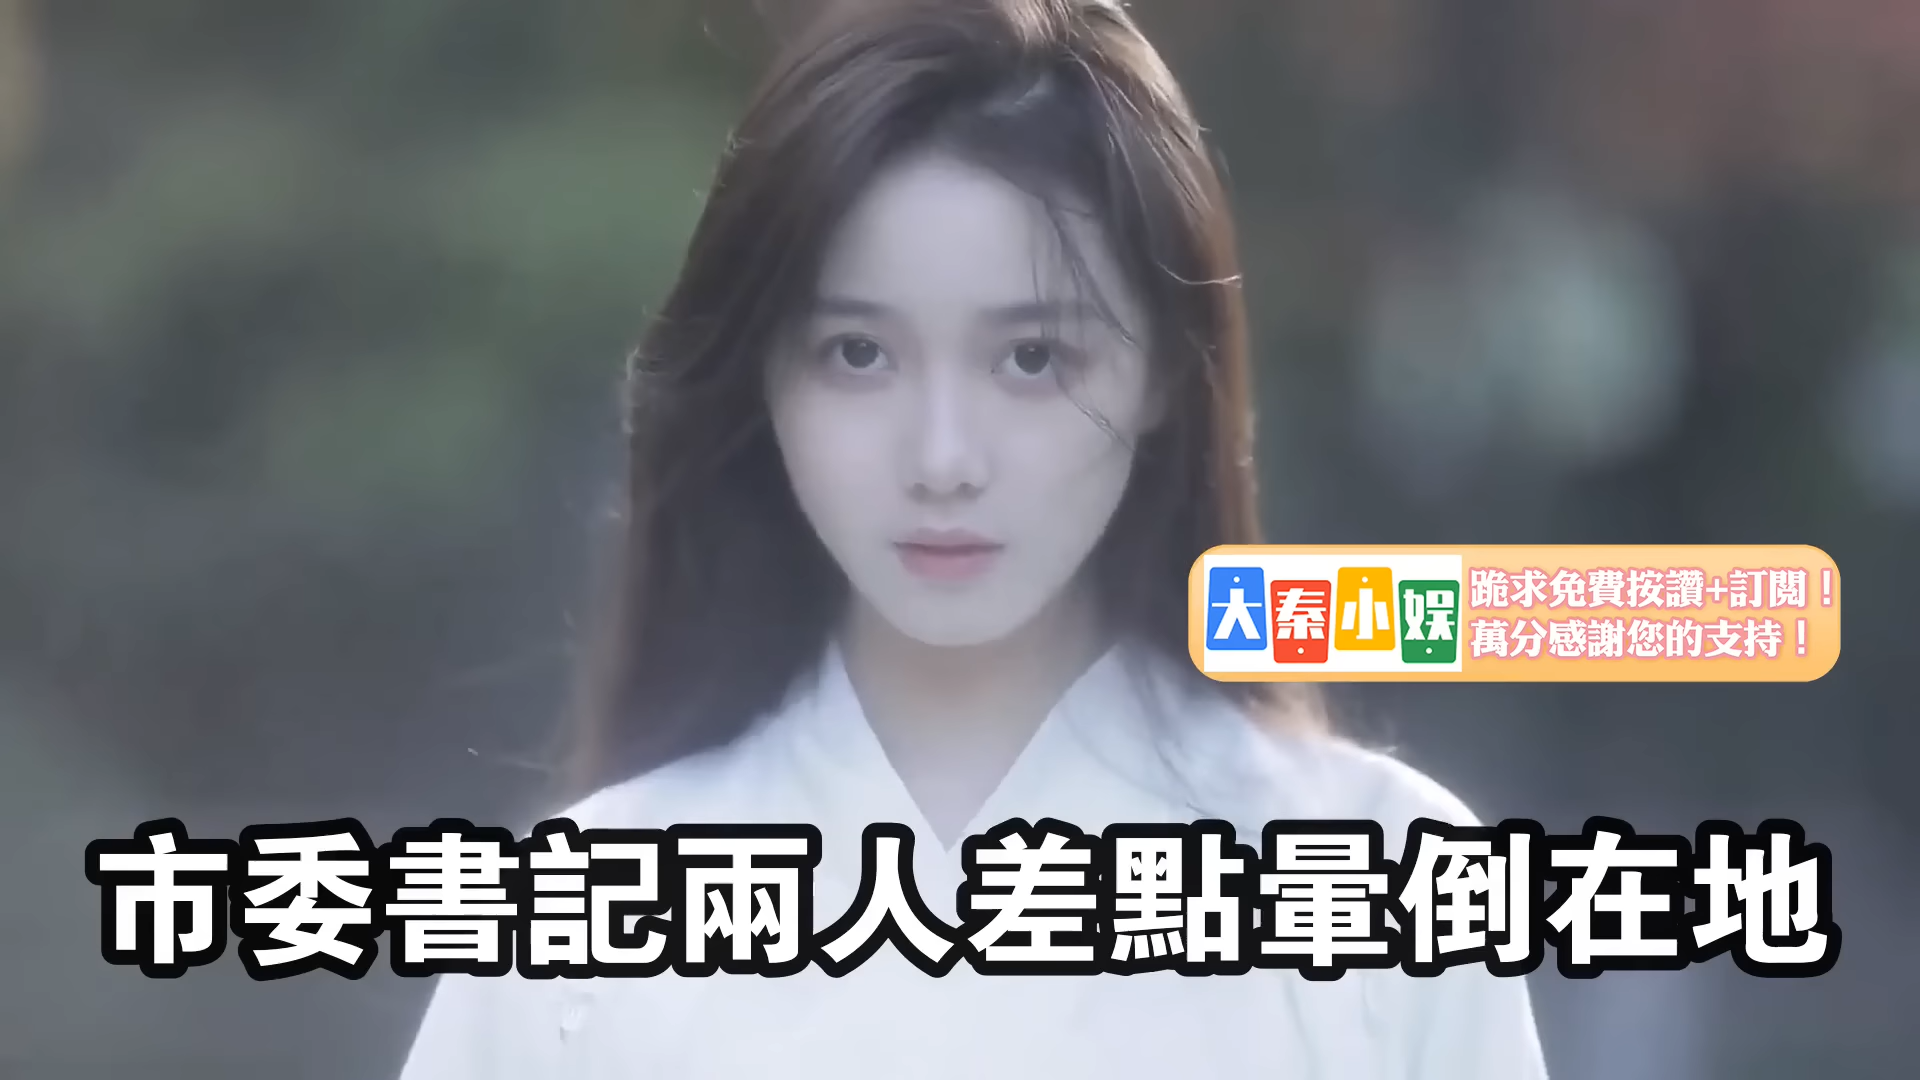 大秦小娱
跪求免費按讚+訂閱！
萬分感謝您的支持！
市委書記兩人差點暈倒在地